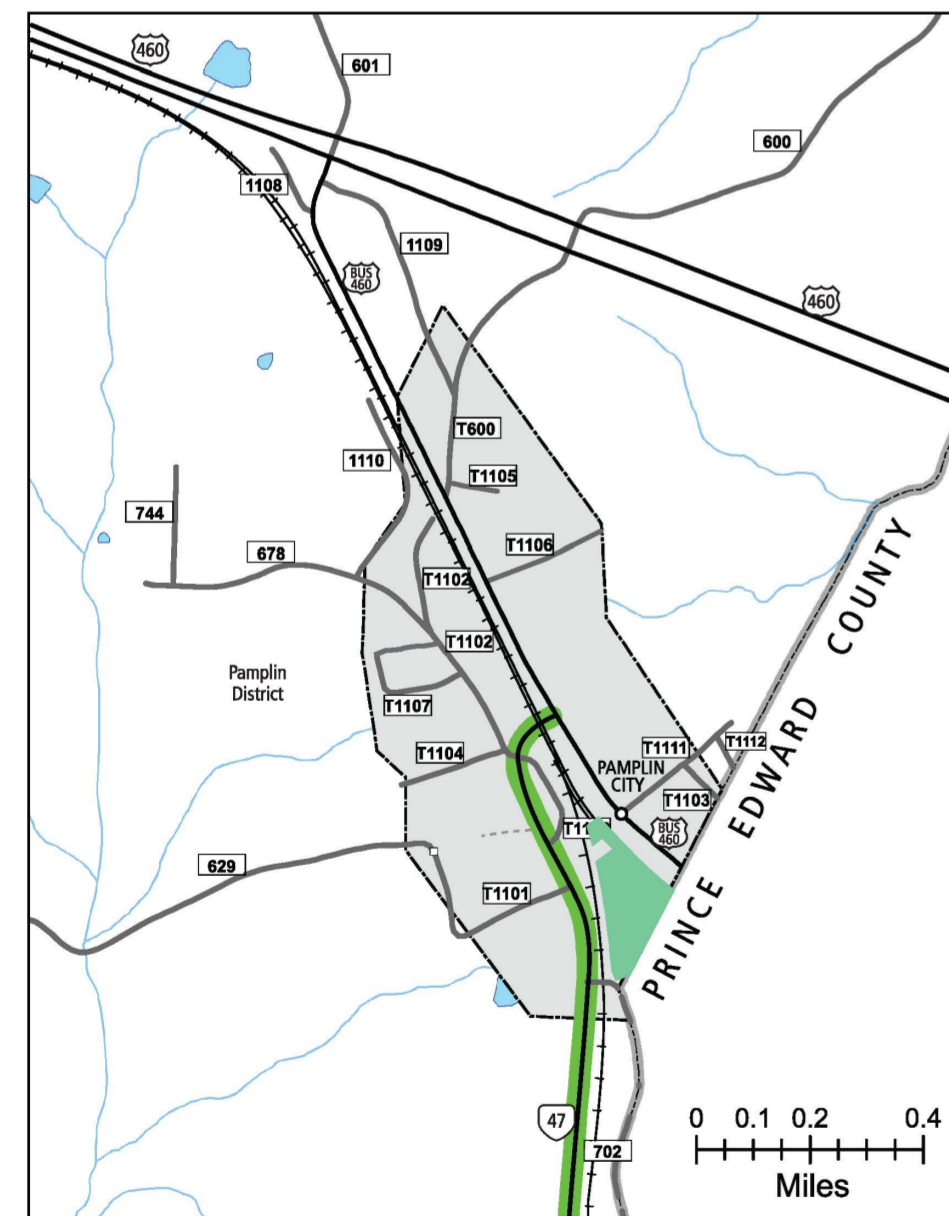 460
601
600
1108
1109
BUS
460
460
T600
1110
T1105
744
T1106
678
T1102
T1102
Pamplin
District
T1107
T1111
T1112
T1104
PAMPLIN
CITY
T1103
BUS
460
629
T1101
PRINCE EDWARD COUNTY
47
702
0 0.1 0.2 0.4
Miles